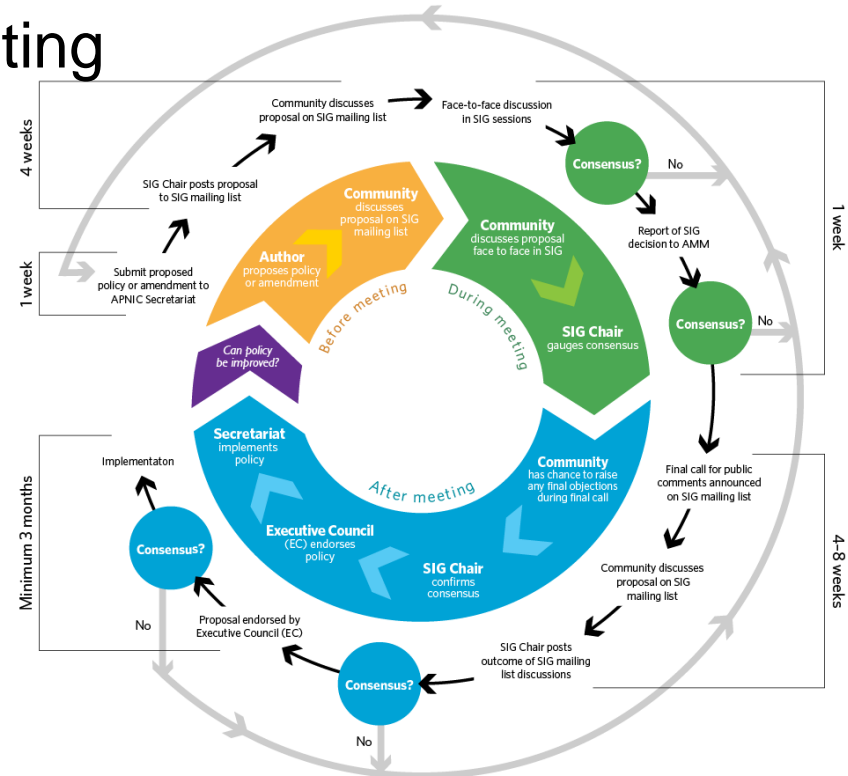 ting
4 weeks
1 week
Community discusses
proposal on SIG mailing list
Face-to-face discussion
in SIG sessions
Consensus?
No
SIG Chair posts proposal
to SIG mailing list
Report of SIG
decision to AMM
1 week
Submit proposed
policy or amendment to
APNIC Secretariat
Consensus?
No
Author
proposes policy
or amendment
Community
discusses
proposal on SIG
mailing list
Before meeting
Community
discusses proposal
face to face in SIG
SIG Chair
gauges consensus
During meeting
Can policy
be improved?
Secretariat
implements
policy
Executive Council
(EC) endorses
policy
SIG Chair
confirms
consensus
Community
has chance to raise
any final objections
during final call
After meeting
Final call for public
comments announced
on SIG mailing list
Community discusses
proposal on SIG
mailing list
4–8 weeks
SIG Chair posts
outcome of SIG mailing
list discussions
Consensus?
No
Proposal endorsed by
Executive Council (EC)
Consensus?
No
Implementaton
Minimum 3 months